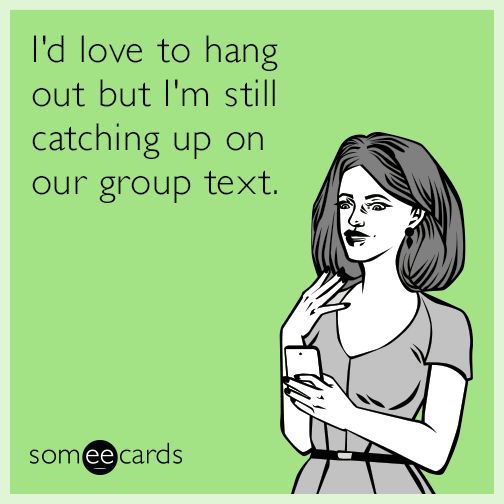 I'd love to hang
out but I'm still
catching up on
our group text.
someecards